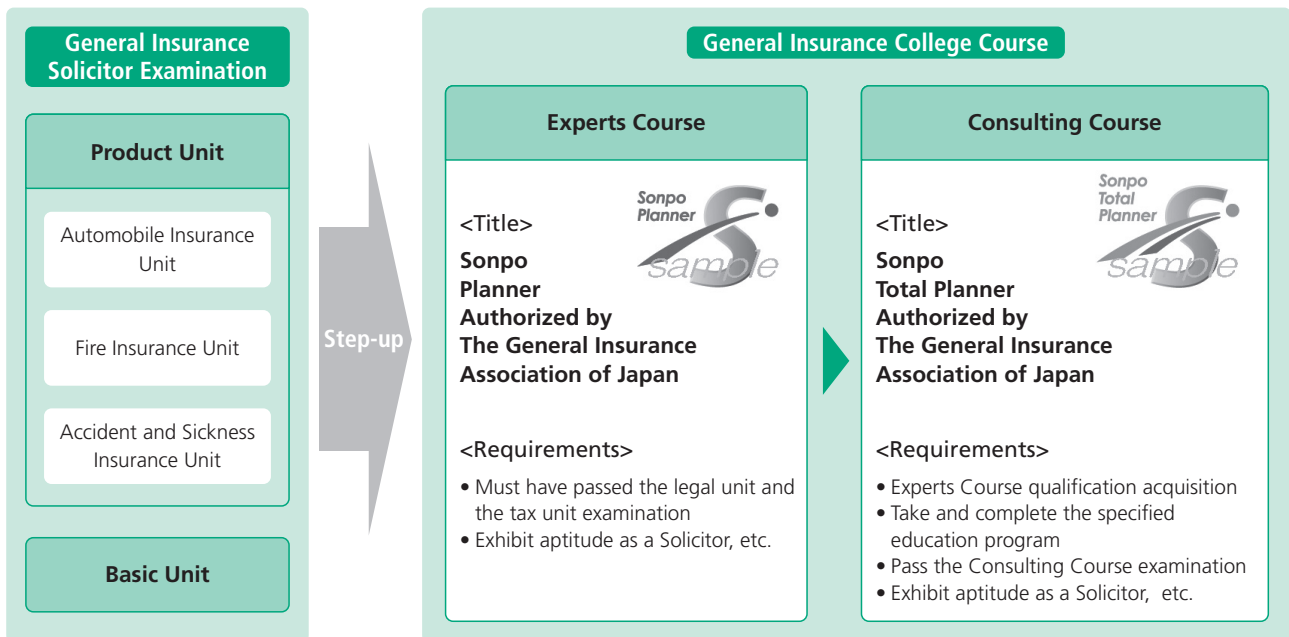 General Insurance
Solicitor Examination
Product Unit
Automobile Insurance
Unit
Fire Insurance Unit
Accident and Sickness
Insurance Unit
Basic Unit
Step-up
General Insurance College Course
Experts Course
Sonpo
Planner
sample
<Title>
Sonpo
Planner
Authorized by
The General Insurance
Association of Japan
<Requirements>
• Must have passed the legal unit and
the tax unit examination
• Exhibit aptitude as a Solicitor, etc.
Consulting Course
Sonpo
Total
Planner
sample
<Title>
Sonpo
Total Planner
Authorized by
The General Insurance
Association of Japan
<Requirements>
• Experts Course qualification acquisition
• Take and complete the specified
education program
• Pass the Consulting Course examination
• Exhibit aptitude as a Solicitor, etc.